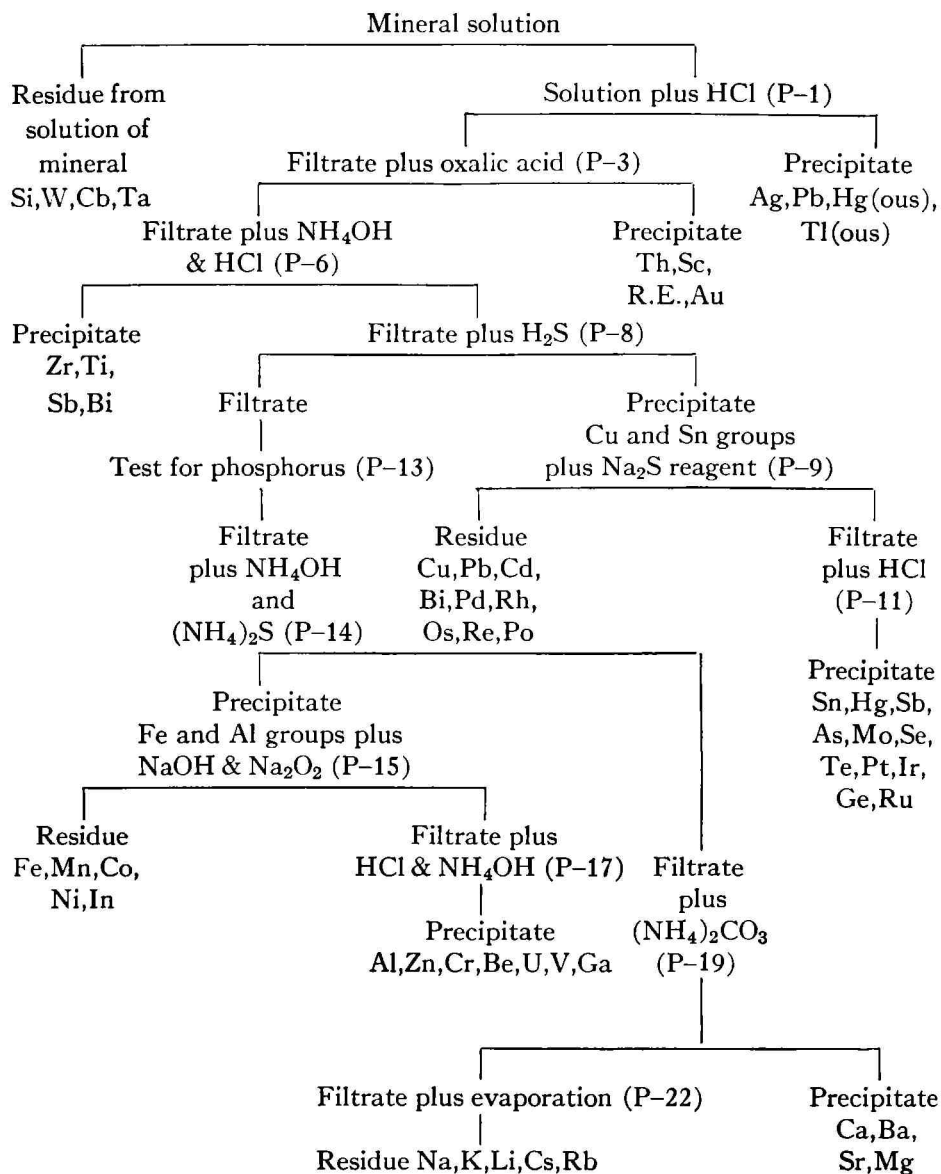 Mineral solution
Residue from
solution of
mineral
Si,W,Cb,Ta
Solution plus HCl (P–1)
Filtrate plus oxalic acid (P–3)
Precipitate
Ag,Pb,Hg(ous),
Tl(ous)
Filtrate plus NH₄OH
& HCl (P–6)
Precipitate
Th,Sc,
R.E.,Au
Precipitate
Zr,Ti,
Sb,Bi
Filtrate plus H₂S (P–8)
Filtrate
Precipitate
Cu and Sn groups
plus Na₂S reagent (P–9)
Test for phosphorus (P–13)
Filtrate
plus NH₄OH
and
(NH₄)₂S (P–14)
Residue
Cu,Pb,Cd,
Bi,Pd,Rh,
Os,Re,Po
Filtrate
plus HCl
(P–11)
Precipitate
Sn,Hg,Sb,
As,Mo,Se,
Te,Pt,Ir,
Ge,Ru
Precipitate
Fe and Al groups plus
NaOH & Na₂O₂ (P–15)
Residue
Fe,Mn,Co,
Ni,In
Filtrate plus
HCl & NH₄OH (P–17)
Precipitate
Al,Zn,Cr,Be,U,V,Ga
Filtrate
plus
(NH₄)₂CO₃
(P–19)
Filtrate plus evaporation (P–22)
Residue Na,K,Li,Cs,Rb
Precipitate
Ca,Ba,
Sr,Mg